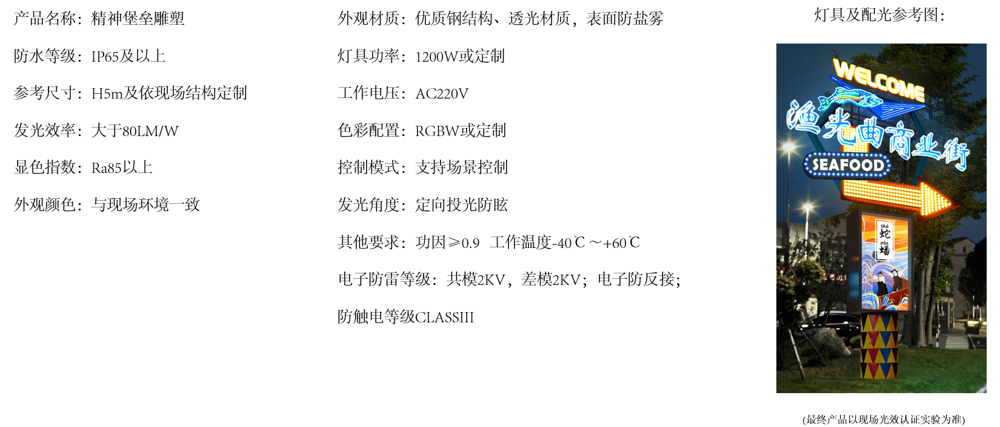 产品名称：精神堡垒雕塑
防水等级：IP65及以上
参考尺寸：H5m及依现场结构定制
发光效率：大于80LM/W
显色指数：Ra85以上
外观颜色：与现场环境一致
外观材质：优质钢结构、透光材质，表面防盐雾
灯具功率：1200W或定制
工作电压：AC220V
色彩配置：RGBW或定制
控制模式：支持场景控制
发光角度：定向投光防眩
其他要求：功因≥0.9 工作温度-40℃～+60℃
电子防雷等级：共模2KV，差模2KV；电子防反接；
防触电等级CLASSIII
灯具及配光参考图：
WELCOME
渔光曲商业街
SEAFOOD
shé
蛇
pán
蟠
(最终产品以现场光效认证实验为准)